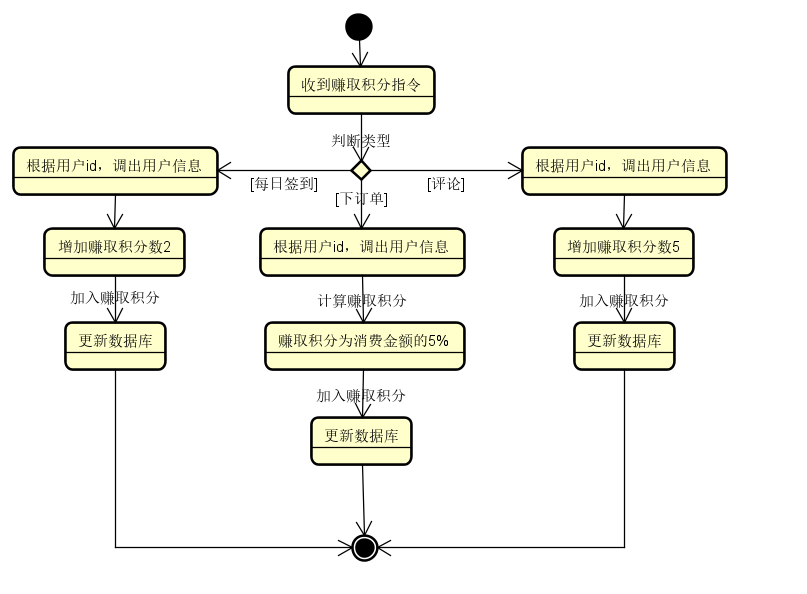 收到赚取积分指令
判断类型
根据用户id，调出用户信息
根据用户id，调出用户信息
[每日签到]
[下订单]
[评论]
增加赚取积分数2
根据用户id，调出用户信息
增加赚取积分数5
加入赚取积分
计算赚取积分
加入赚取积分
更新数据库
赚取积分为消费金额的5%
更新数据库
加入赚取积分
更新数据库